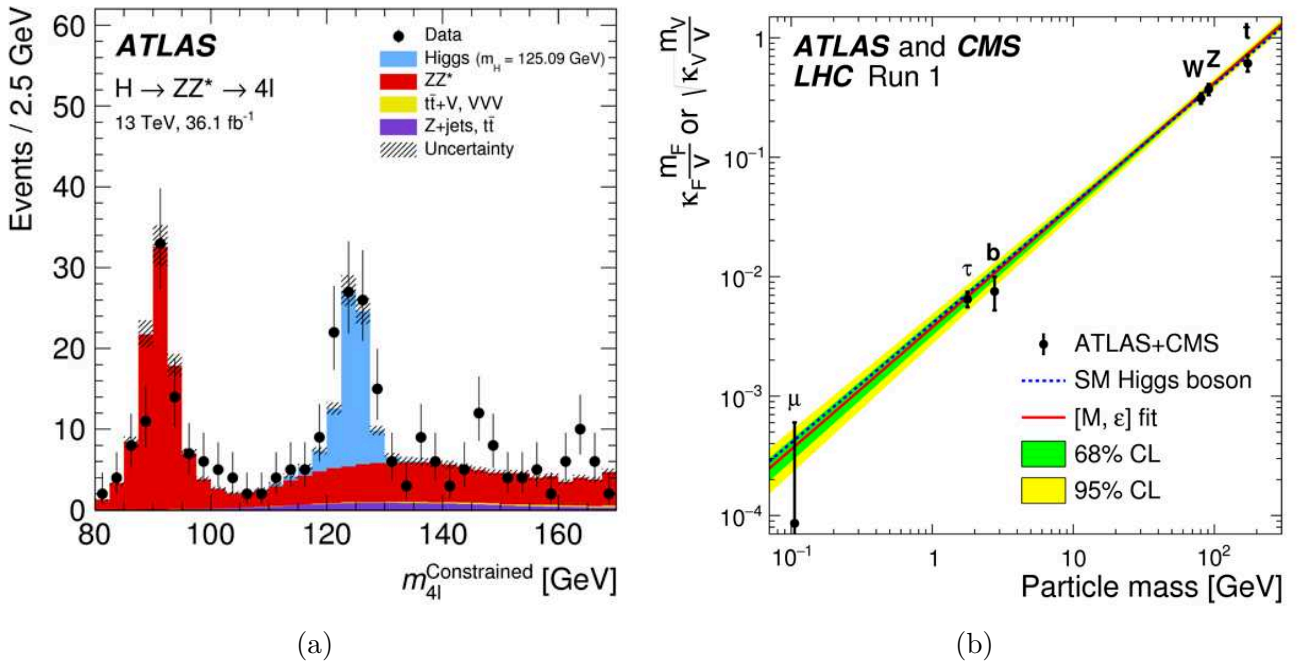 Events / 2.5 GeV
60
50
40
30
20
10
0
ATLAS
H → ZZ* → 4l
13 TeV, 36.1 fb⁻¹
Data
Higgs (m_H = 125.09 GeV)
ZZ*
tt̄+V, VVV
Z+jets, tt̄
Uncertainty
80 100 120 140 160
m_4l^Constrained [GeV]
(a)
κ_F m_F/v or √κ_V m_V/v
1
10⁻¹
10⁻²
10⁻³
10⁻⁴
ATLAS and CMS
LHC Run 1
W Z t
τ b
μ
ATLAS+CMS
SM Higgs boson
[M, ε] fit
68% CL
95% CL
10⁻¹ 1 10 10²
Particle mass [GeV]
(b)